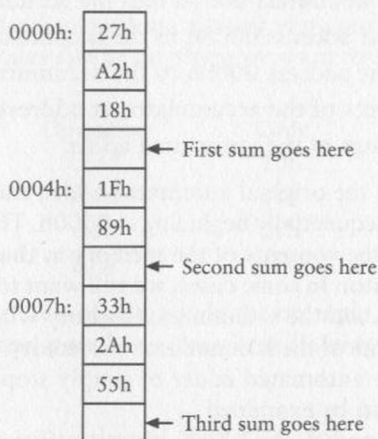 0000h: 27h
A2h
18h
First sum goes here
0004h: 1Fh
89h
Second sum goes here
0007h: 33h
2Ah
55h
Third sum goes here